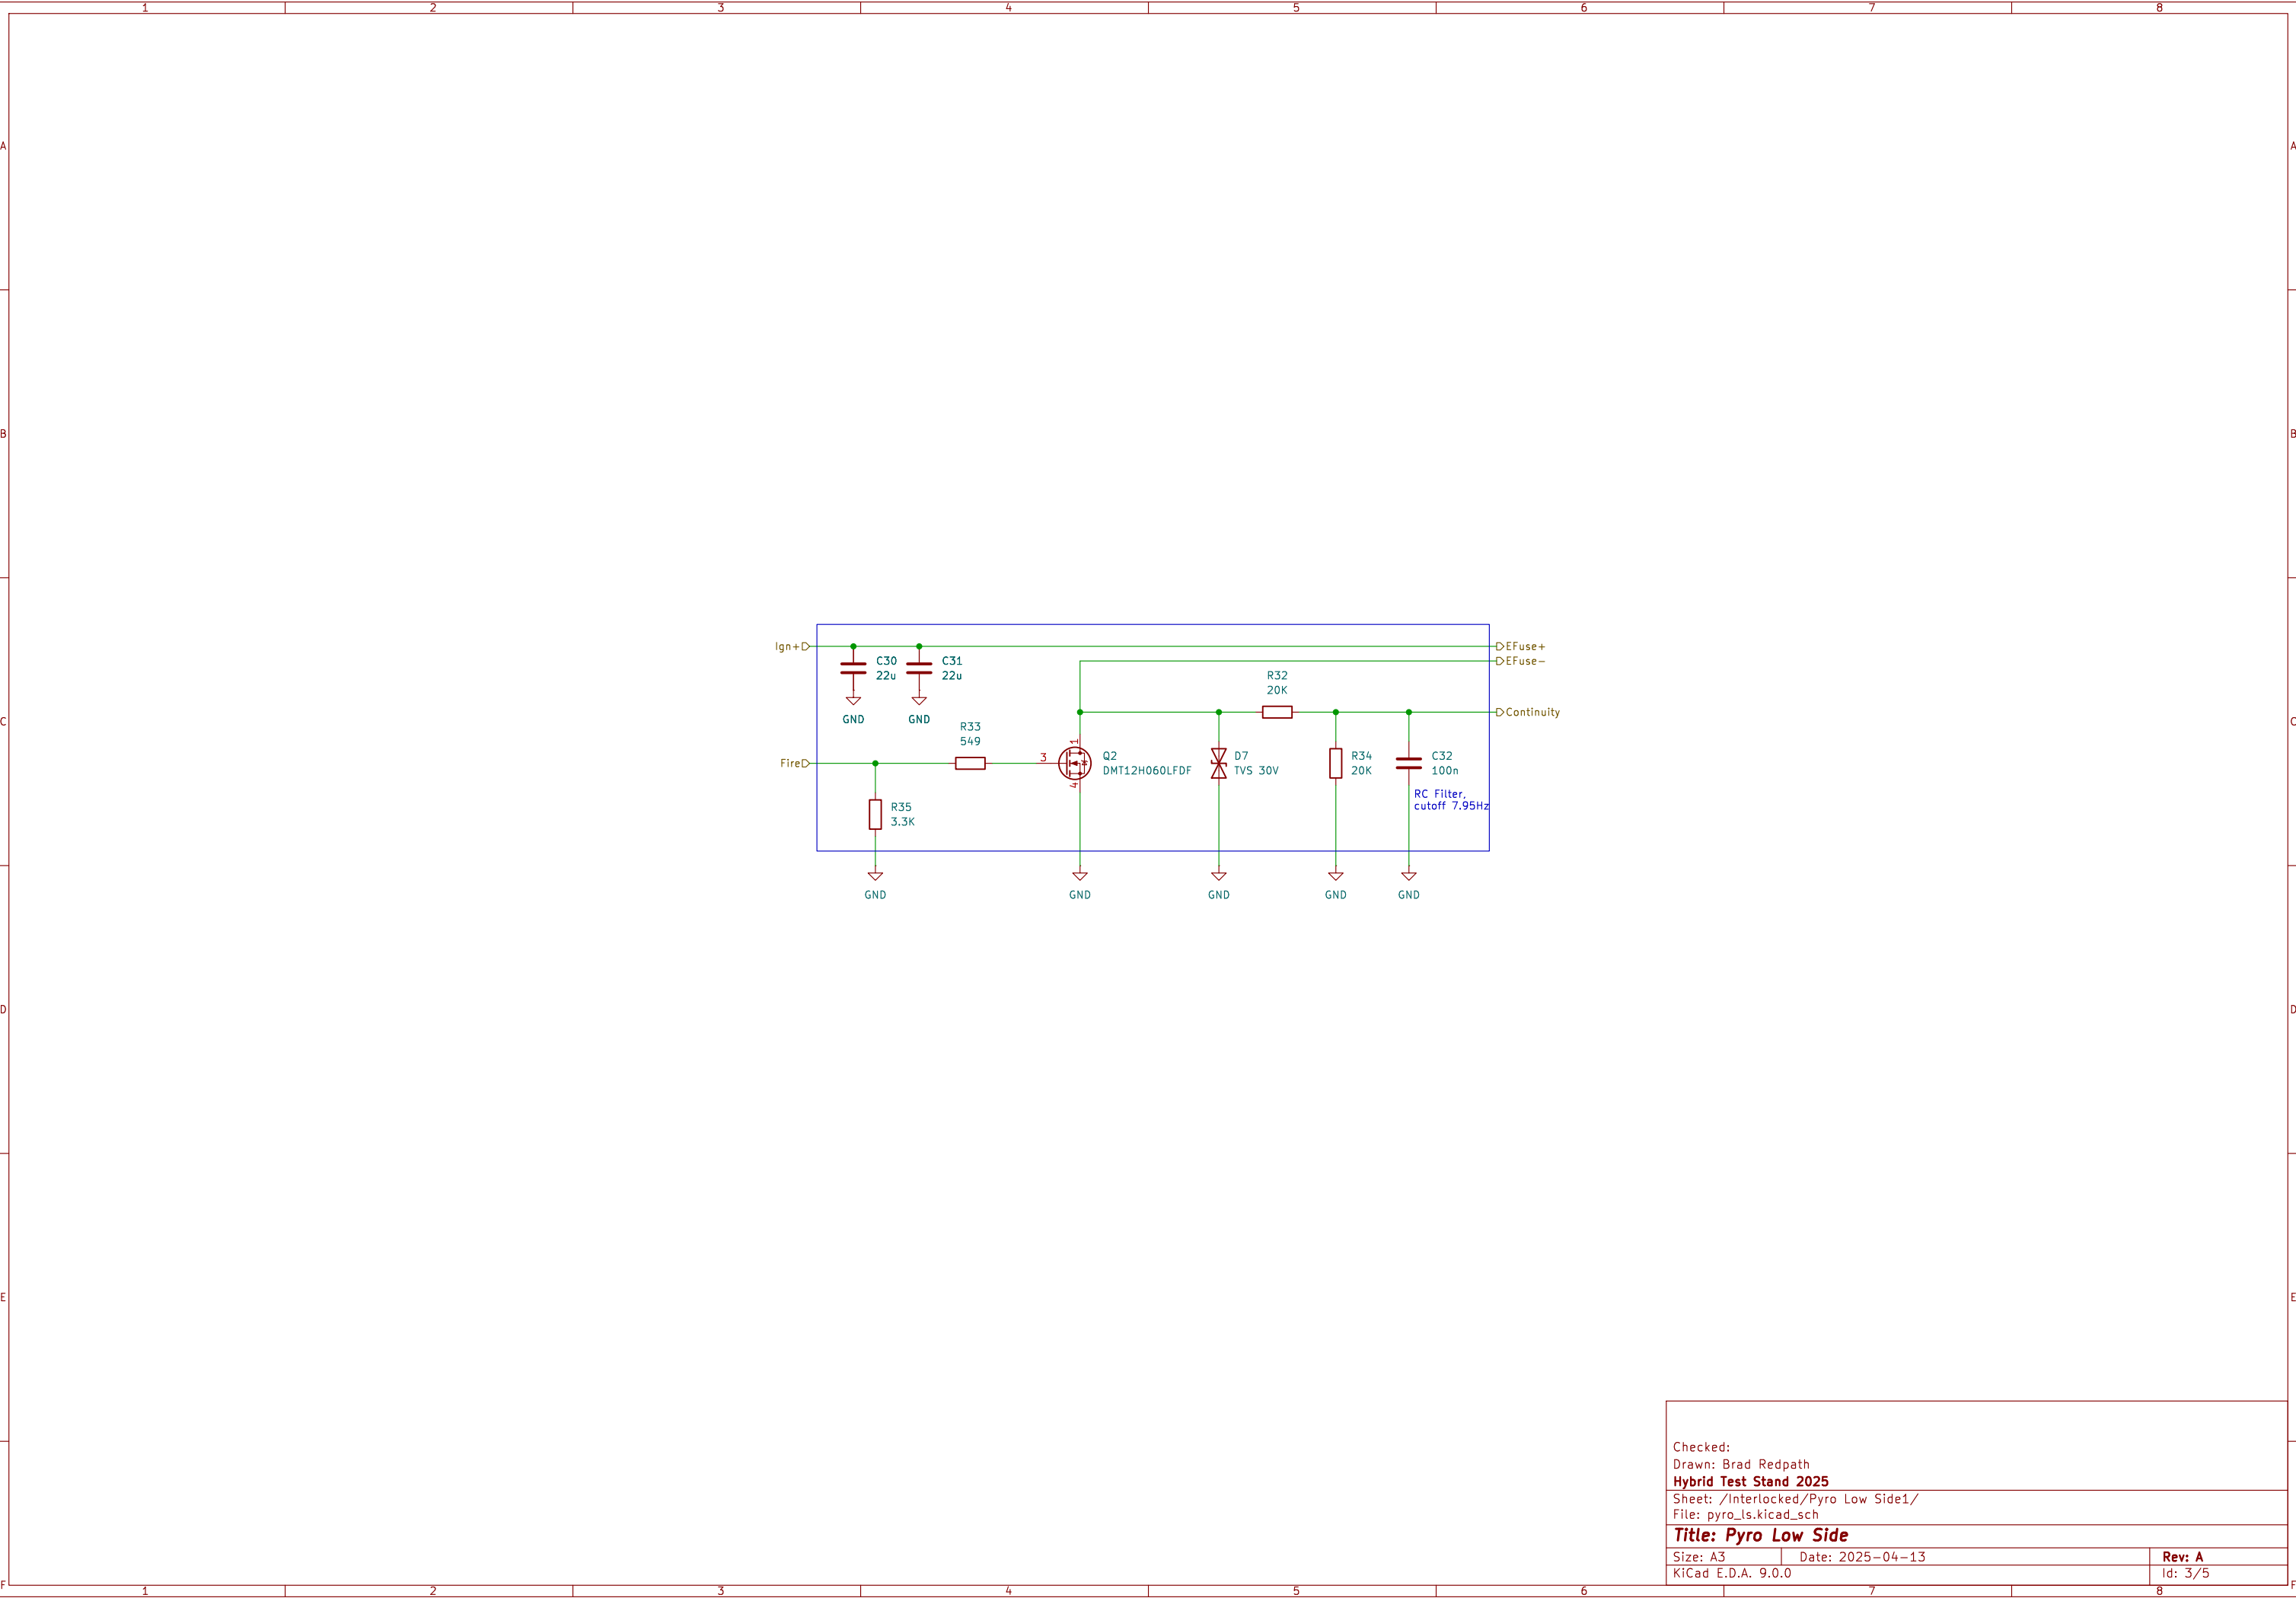 1 2 3 4 5 6 7 8
A A
B B
Ign+ EFuse+
C30 C31 EFuse-
22u 22u R32
20K
C C
GND GND Continuity
R33
549
Fire 3 1 Q2 D7 R34 C32
DMT12H060LFDF TVS 30V 20K 100n
4
RC Filter,
cutoff 7.95Hz
R35
3.3K
GND GND GND GND GND
D D
E E
Checked:
Drawn: Brad Redpath
Hybrid Test Stand 2025
Sheet: /Interlocked/Pyro Low Side1/
File: pyro_ls.kicad_sch
Title: Pyro Low Side
Size: A3 Date: 2025-04-13 Rev: A
KiCad E.D.A. 9.0.0 Id: 3/5
F F
1 2 3 4 5 6 7 8